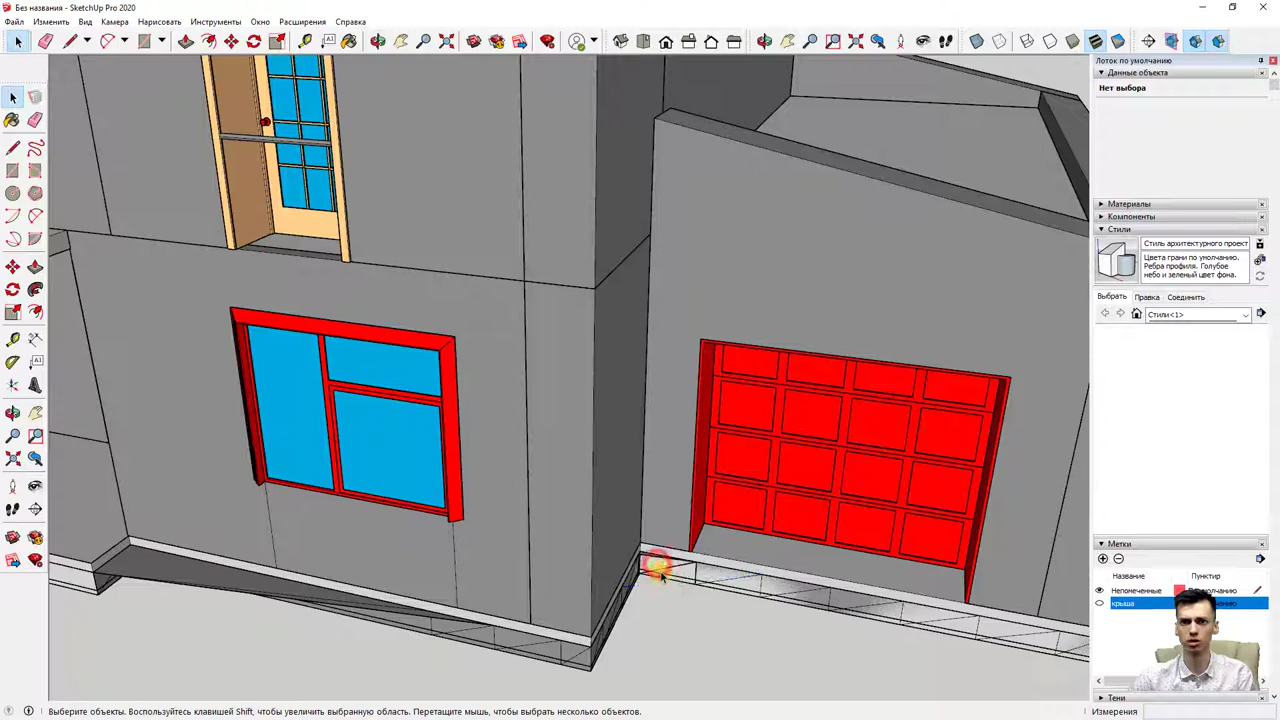 Без названия - SketchUp Pro 2020
Файл Изменить Вид Камера Нарисовать Инструменты Окно Расширения Справка
Лоток по умолчанию
Данные объекта
Нет выбора
Материалы
Компоненты
Стили
Стиль архитектурного проект
Цвета грани по умолчанию.
Ребра профиля. Голубое
небо и зеленый цвет фона.
Выбрать Правка Соединить
Стили<1>
Метки
Название Пунктир
Непомеченные
крыша
Тени
Выберите объекты. Воспользуйтесь клавишей Shift, чтобы увеличить выбранную область. Перетащите мышь, чтобы выбрать несколько объектов.
Измерения